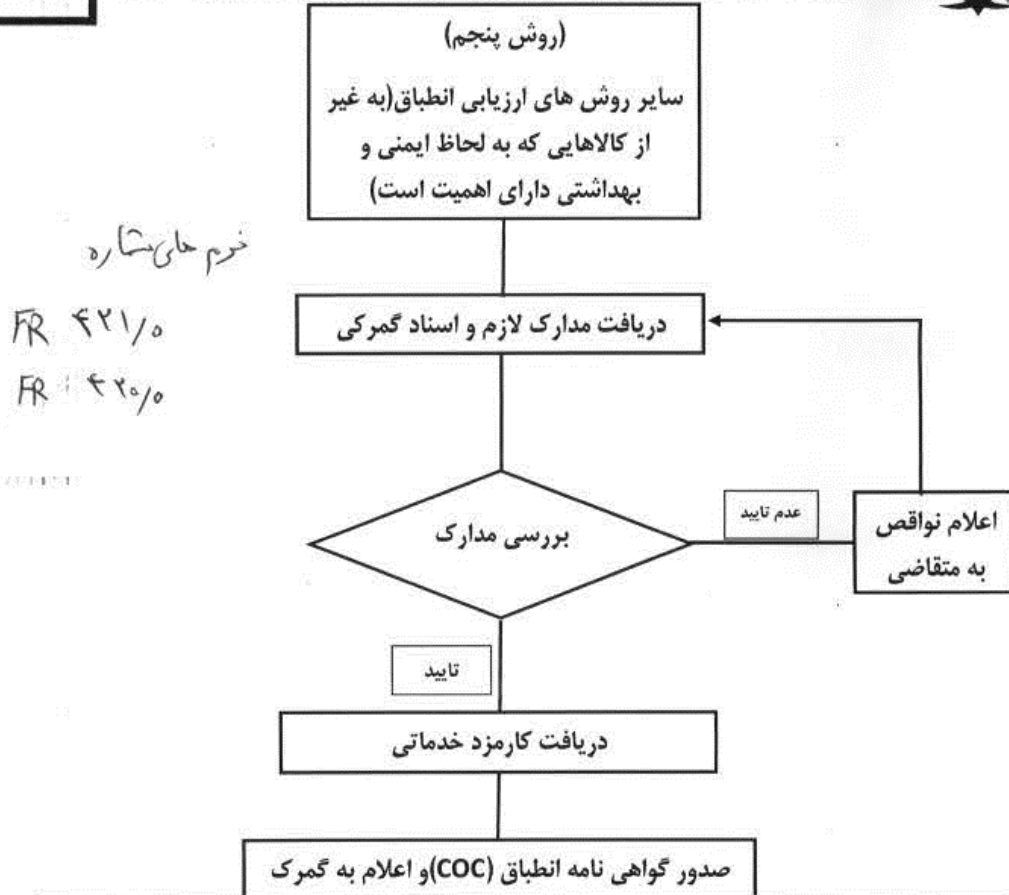 (روش پنجم)
سایر روش های ارزیابی انطباق(به غیر
از کالاهایی که به لحاظ ایمنی و
بهداشتی دارای اهمیت است)
فرم های شماره
FR ۴۲۱/۰
FR ۴۲۰/۰
دریافت مدارک لازم و اسناد گمرکی
بررسی مدارک
عدم تایید
اعلام نواقص
به متقاضی
تایید
دریافت کارمزد خدماتی
صدور گواهی نامه انطباق (COC)و اعلام به گمرک